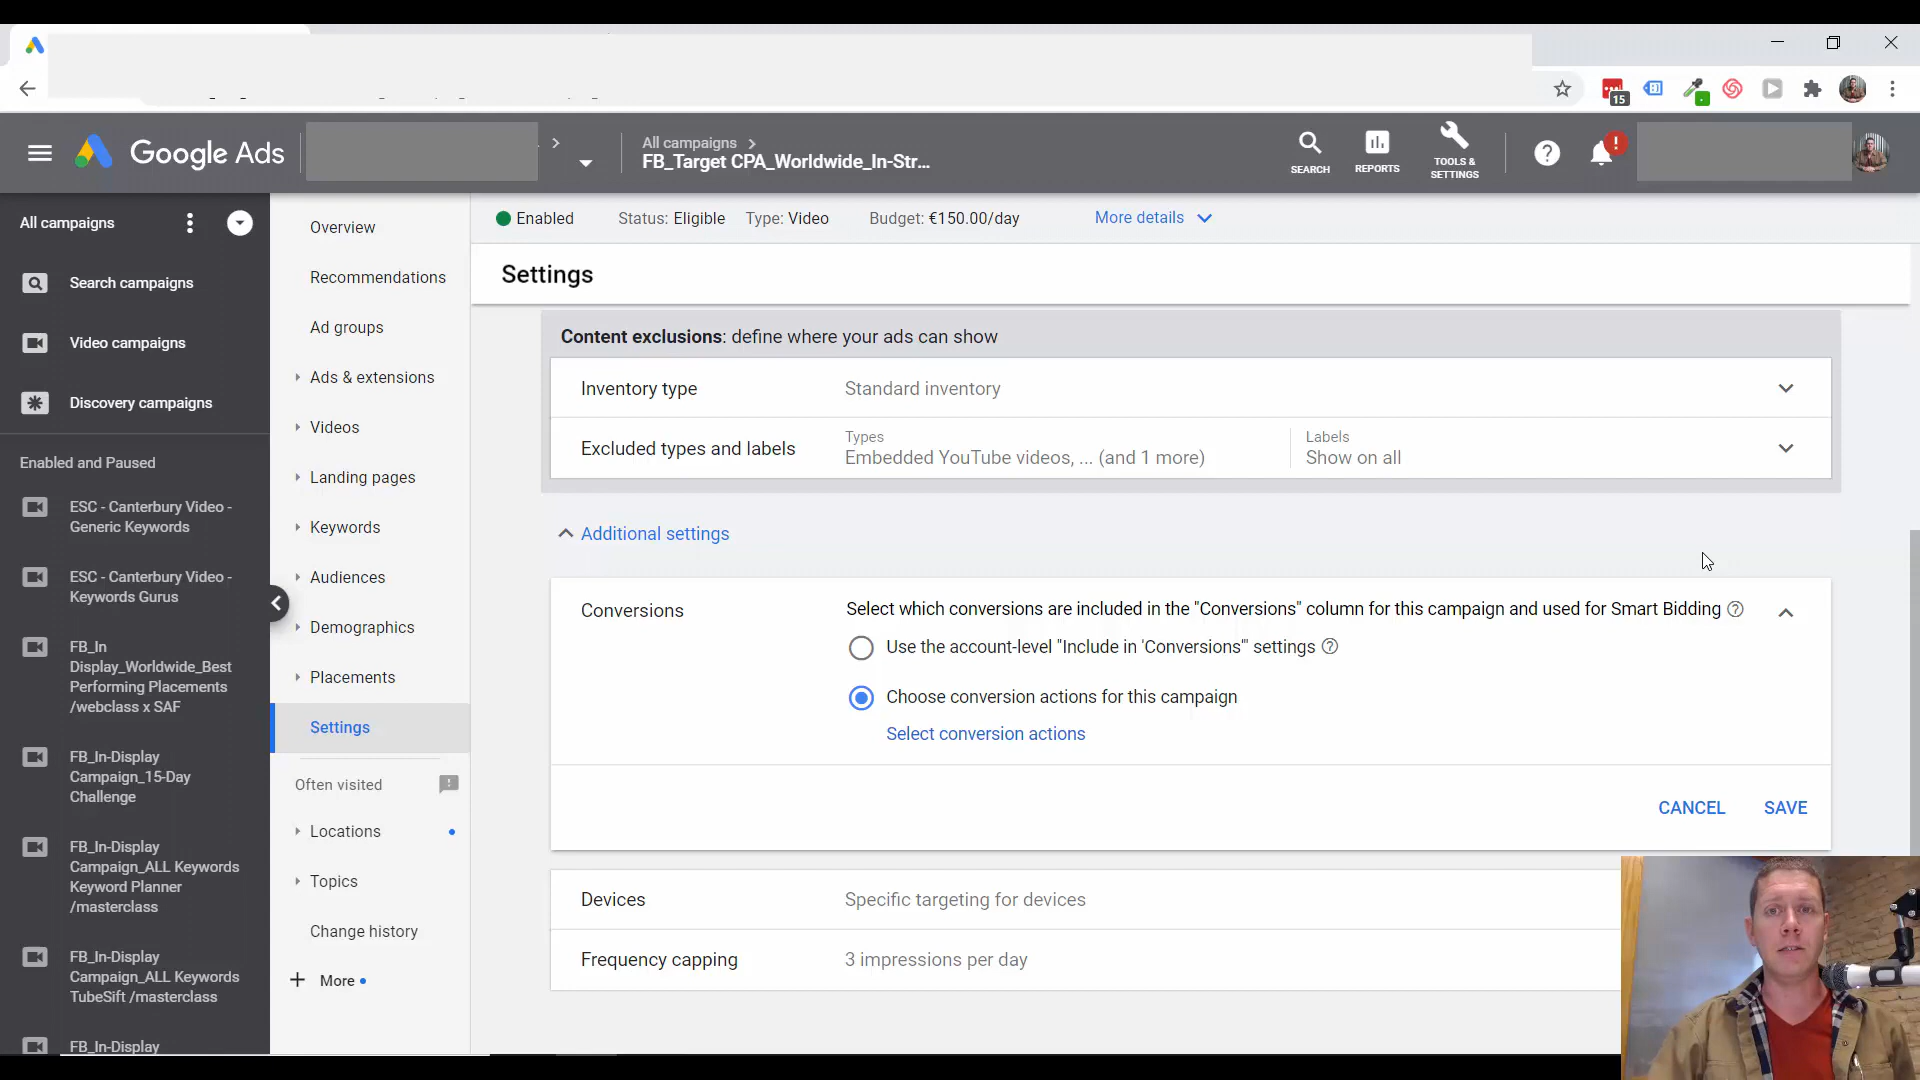 15
Google Ads
All campaigns
FB_Target CPA_Worldwide_In-Str...
SEARCH
REPORTS
TOOLS &
SETTINGS
!
All campaigns
Search campaigns
Video campaigns
Discovery campaigns
Enabled and Paused
ESC - Canterbury Video -
Generic Keywords
ESC - Canterbury Video -
Keywords Gurus
FB_In
Display_Worldwide_Best
Performing Placements
/webclass x SAF
FB_In-Display
Campaign_15-Day
Challenge
FB_In-Display
Campaign_ALL Keywords
Keyword Planner
/masterclass
FB_In-Display
Campaign_ALL Keywords
TubeSift /masterclass
FB_In-Display
Overview
Recommendations
Ad groups
Ads & extensions
Videos
Landing pages
Keywords
Audiences
Demographics
Placements
Settings
Often visited
Locations
Topics
Change history
More
Enabled Status: Eligible Type: Video Budget: €150.00/day More details
Settings
Content exclusions: define where your ads can show
Inventory type Standard inventory
Excluded types and labels
Types
Embedded YouTube videos, ... (and 1 more)
Labels
Show on all
Additional settings
Conversions
Select which conversions are included in the "Conversions" column for this campaign and used for Smart Bidding
Use the account-level "Include in 'Conversions'" settings
Choose conversion actions for this campaign
Select conversion actions
CANCEL SAVE
Devices Specific targeting for devices
Frequency capping 3 impressions per day